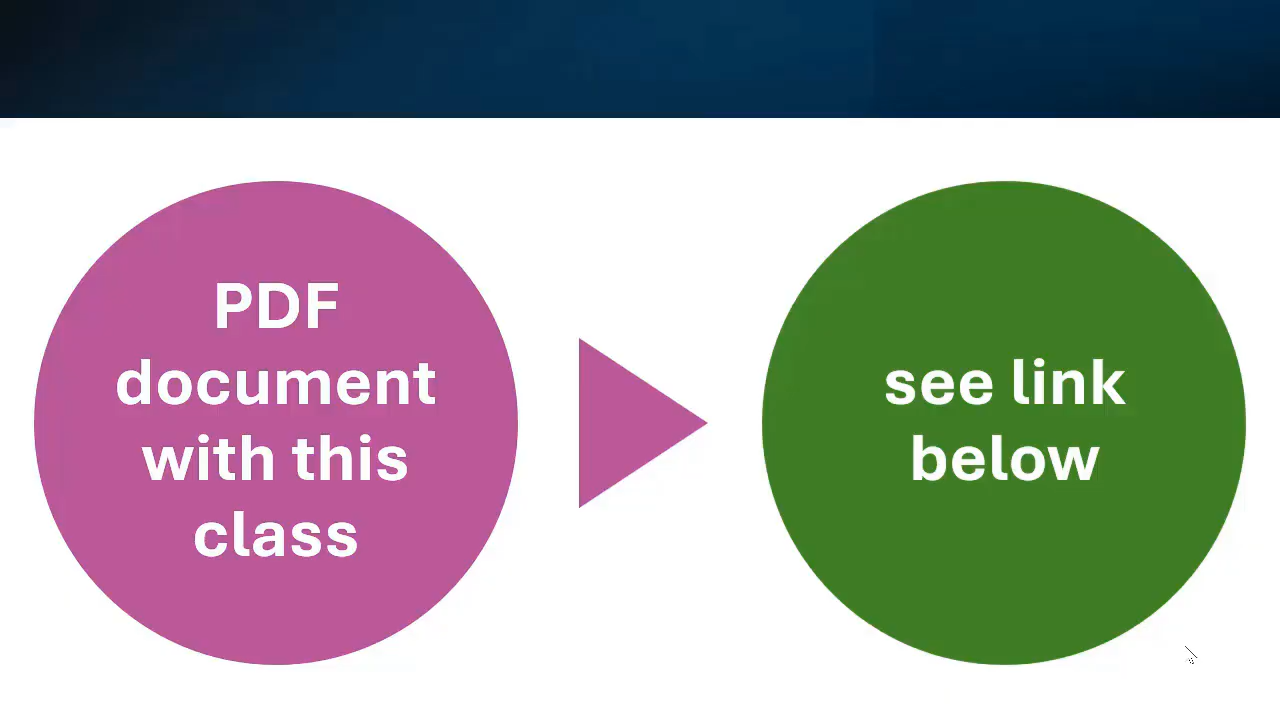 PDF
document
with this
class
see link
below